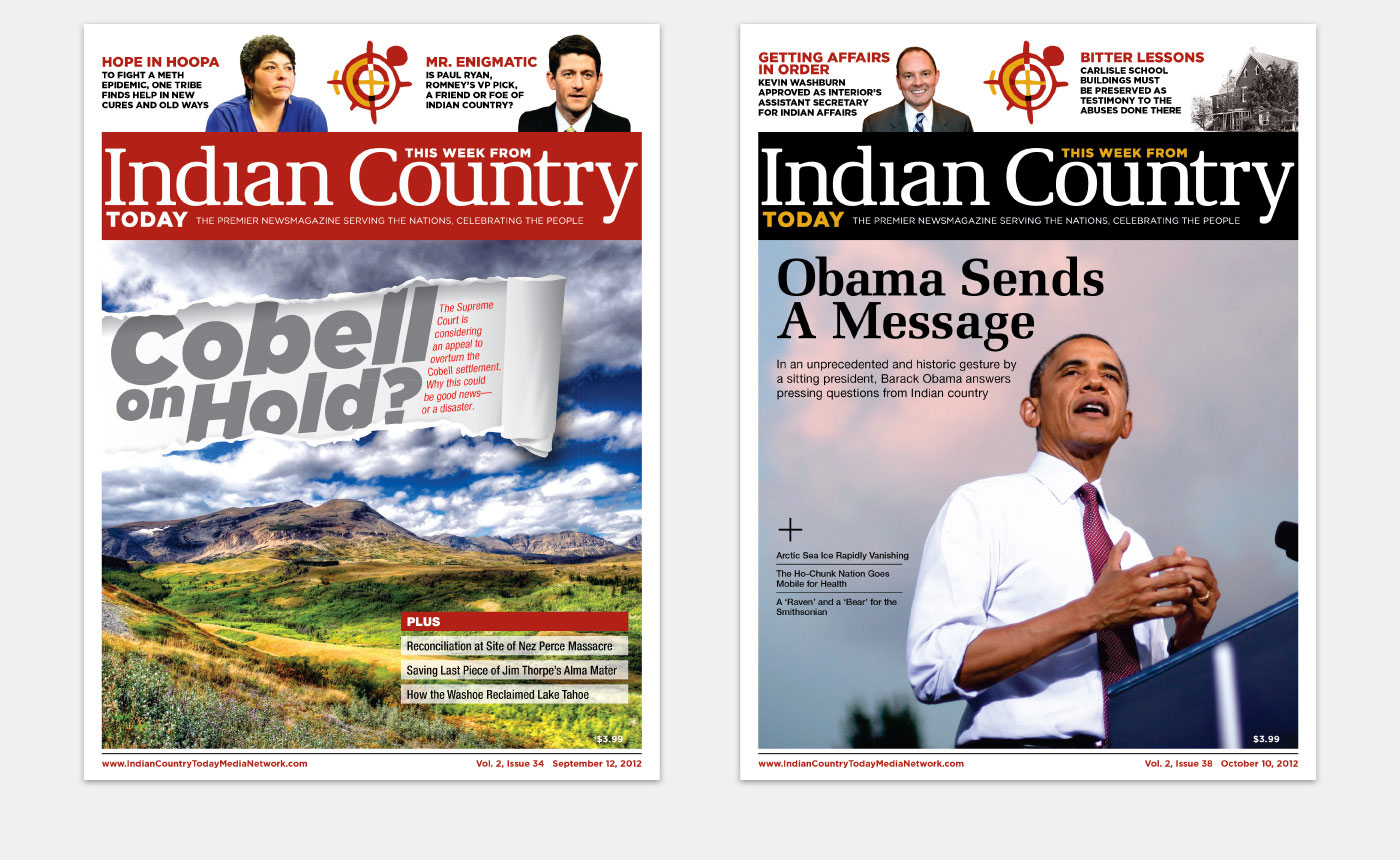 HOPE IN HOOPA
TO FIGHT A METH
EPIDEMIC, ONE TRIBE
FINDS HELP IN NEW
CURES AND OLD WAYS
MR. ENIGMATIC
IS PAUL RYAN,
ROMNEY'S VP PICK,
A FRIEND OR FOE OF
INDIAN COUNTRY?
THIS WEEK FROM
Indian Country
TODAY THE PREMIER NEWSMAGAZINE SERVING THE NATIONS, CELEBRATING THE PEOPLE
Cobell
on Hold?
The Supreme
Court is
considering
an appeal to
overturn the
Cobell settlement.
Why this could
be good news—
or a disaster.
PLUS
Reconciliation at Site of Nez Perce Massacre
Saving Last Piece of Jim Thorpe's Alma Mater
How the Washoe Reclaimed Lake Tahoe
$3.99
www.IndianCountryTodayMediaNetwork.com Vol. 2, Issue 34 September 12, 2012
GETTING AFFAIRS
IN ORDER
KEVIN WASHBURN
APPROVED AS INTERIOR'S
ASSISTANT SECRETARY
FOR INDIAN AFFAIRS
BITTER LESSONS
CARLISLE SCHOOL
BUILDINGS MUST
BE PRESERVED AS
TESTIMONY TO THE
ABUSES DONE THERE
THIS WEEK FROM
Indian Country
TODAY THE PREMIER NEWSMAGAZINE SERVING THE NATIONS, CELEBRATING THE PEOPLE
Obama Sends
A Message
In an unprecedented and historic gesture by
a sitting president, Barack Obama answers
pressing questions from Indian country
+
Arctic Sea Ice Rapidly Vanishing
The Ho-Chunk Nation Goes
Mobile for Health
A 'Raven' and a 'Bear' for the
Smithsonian
$3.99
www.IndianCountryTodayMediaNetwork.com Vol. 2, Issue 38 October 10, 2012